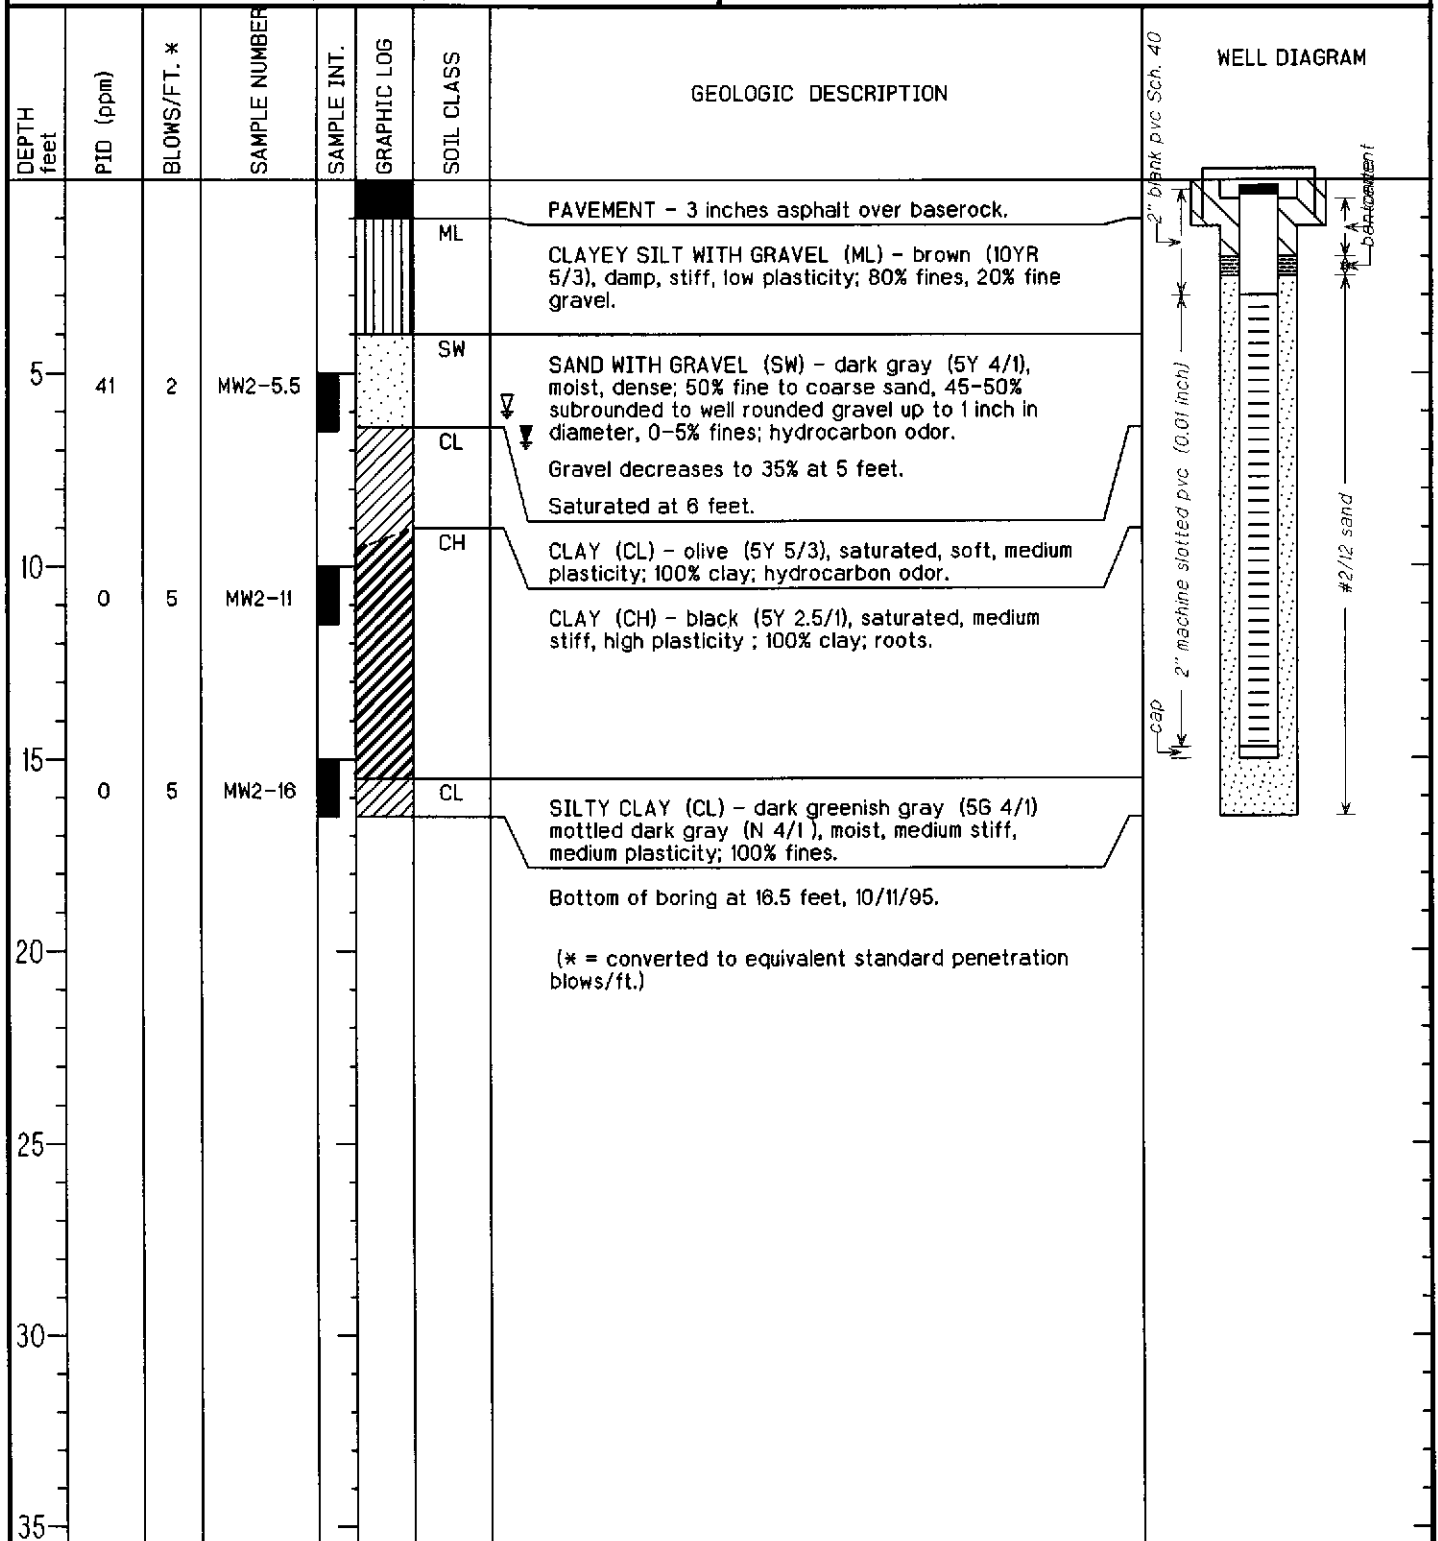 DEPTH feet
PID (ppm)
BLOWS/FT. *
SAMPLE NUMBER
SAMPLE INT.
GRAPHIC LOG
SOIL CLASS
GEOLOGIC DESCRIPTION
WELL DIAGRAM
2" blank pvc Sch. 40
PAVEMENT - 3 inches asphalt over baserock.
ML
CLAYEY SILT WITH GRAVEL (ML) - brown (10YR
5/3), damp, stiff, low plasticity; 80% fines, 20% fine
gravel.
SW
SAND WITH GRAVEL (SW) - dark gray (5Y 4/1),
5
41 2 MW2-5.5
moist, dense; 50% fine to coarse sand, 45-50%
subrounded to well rounded gravel up to 1 inch in
diameter, 0-5% fines; hydrocarbon odor.
CL
Gravel decreases to 35% at 5 feet.
Saturated at 6 feet.
CH
CLAY (CL) - olive (5Y 5/3), saturated, soft, medium
plasticity; 100% clay; hydrocarbon odor.
10
0 5 MW2-11
CLAY (CH) - black (5Y 2.5/1), saturated, medium
stiff, high plasticity ; 100% clay; roots.
2" machine slotted pvc (0.01 inch)
#2/12 sand
cap
15
0 5 MW2-16
CL
SILTY CLAY (CL) - dark greenish gray (5G 4/1)
mottled dark gray (N 4/1 ), moist, medium stiff,
medium plasticity; 100% fines.
Bottom of boring at 16.5 feet, 10/11/95.
20
(* = converted to equivalent standard penetration
blows/ft.)
25
30
35